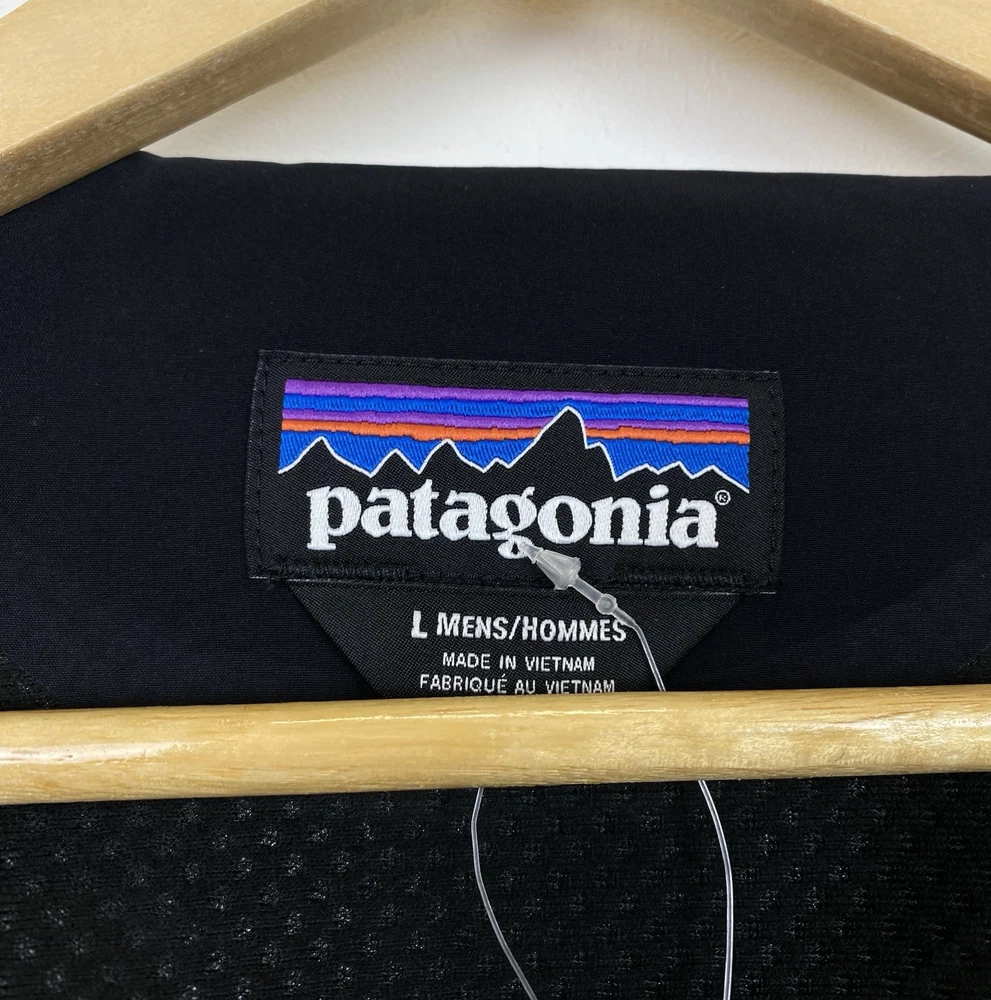 patagonia®
L MENS/HOMMES
MADE IN VIETNAM
FABRIQUÉ AU VIETNAM